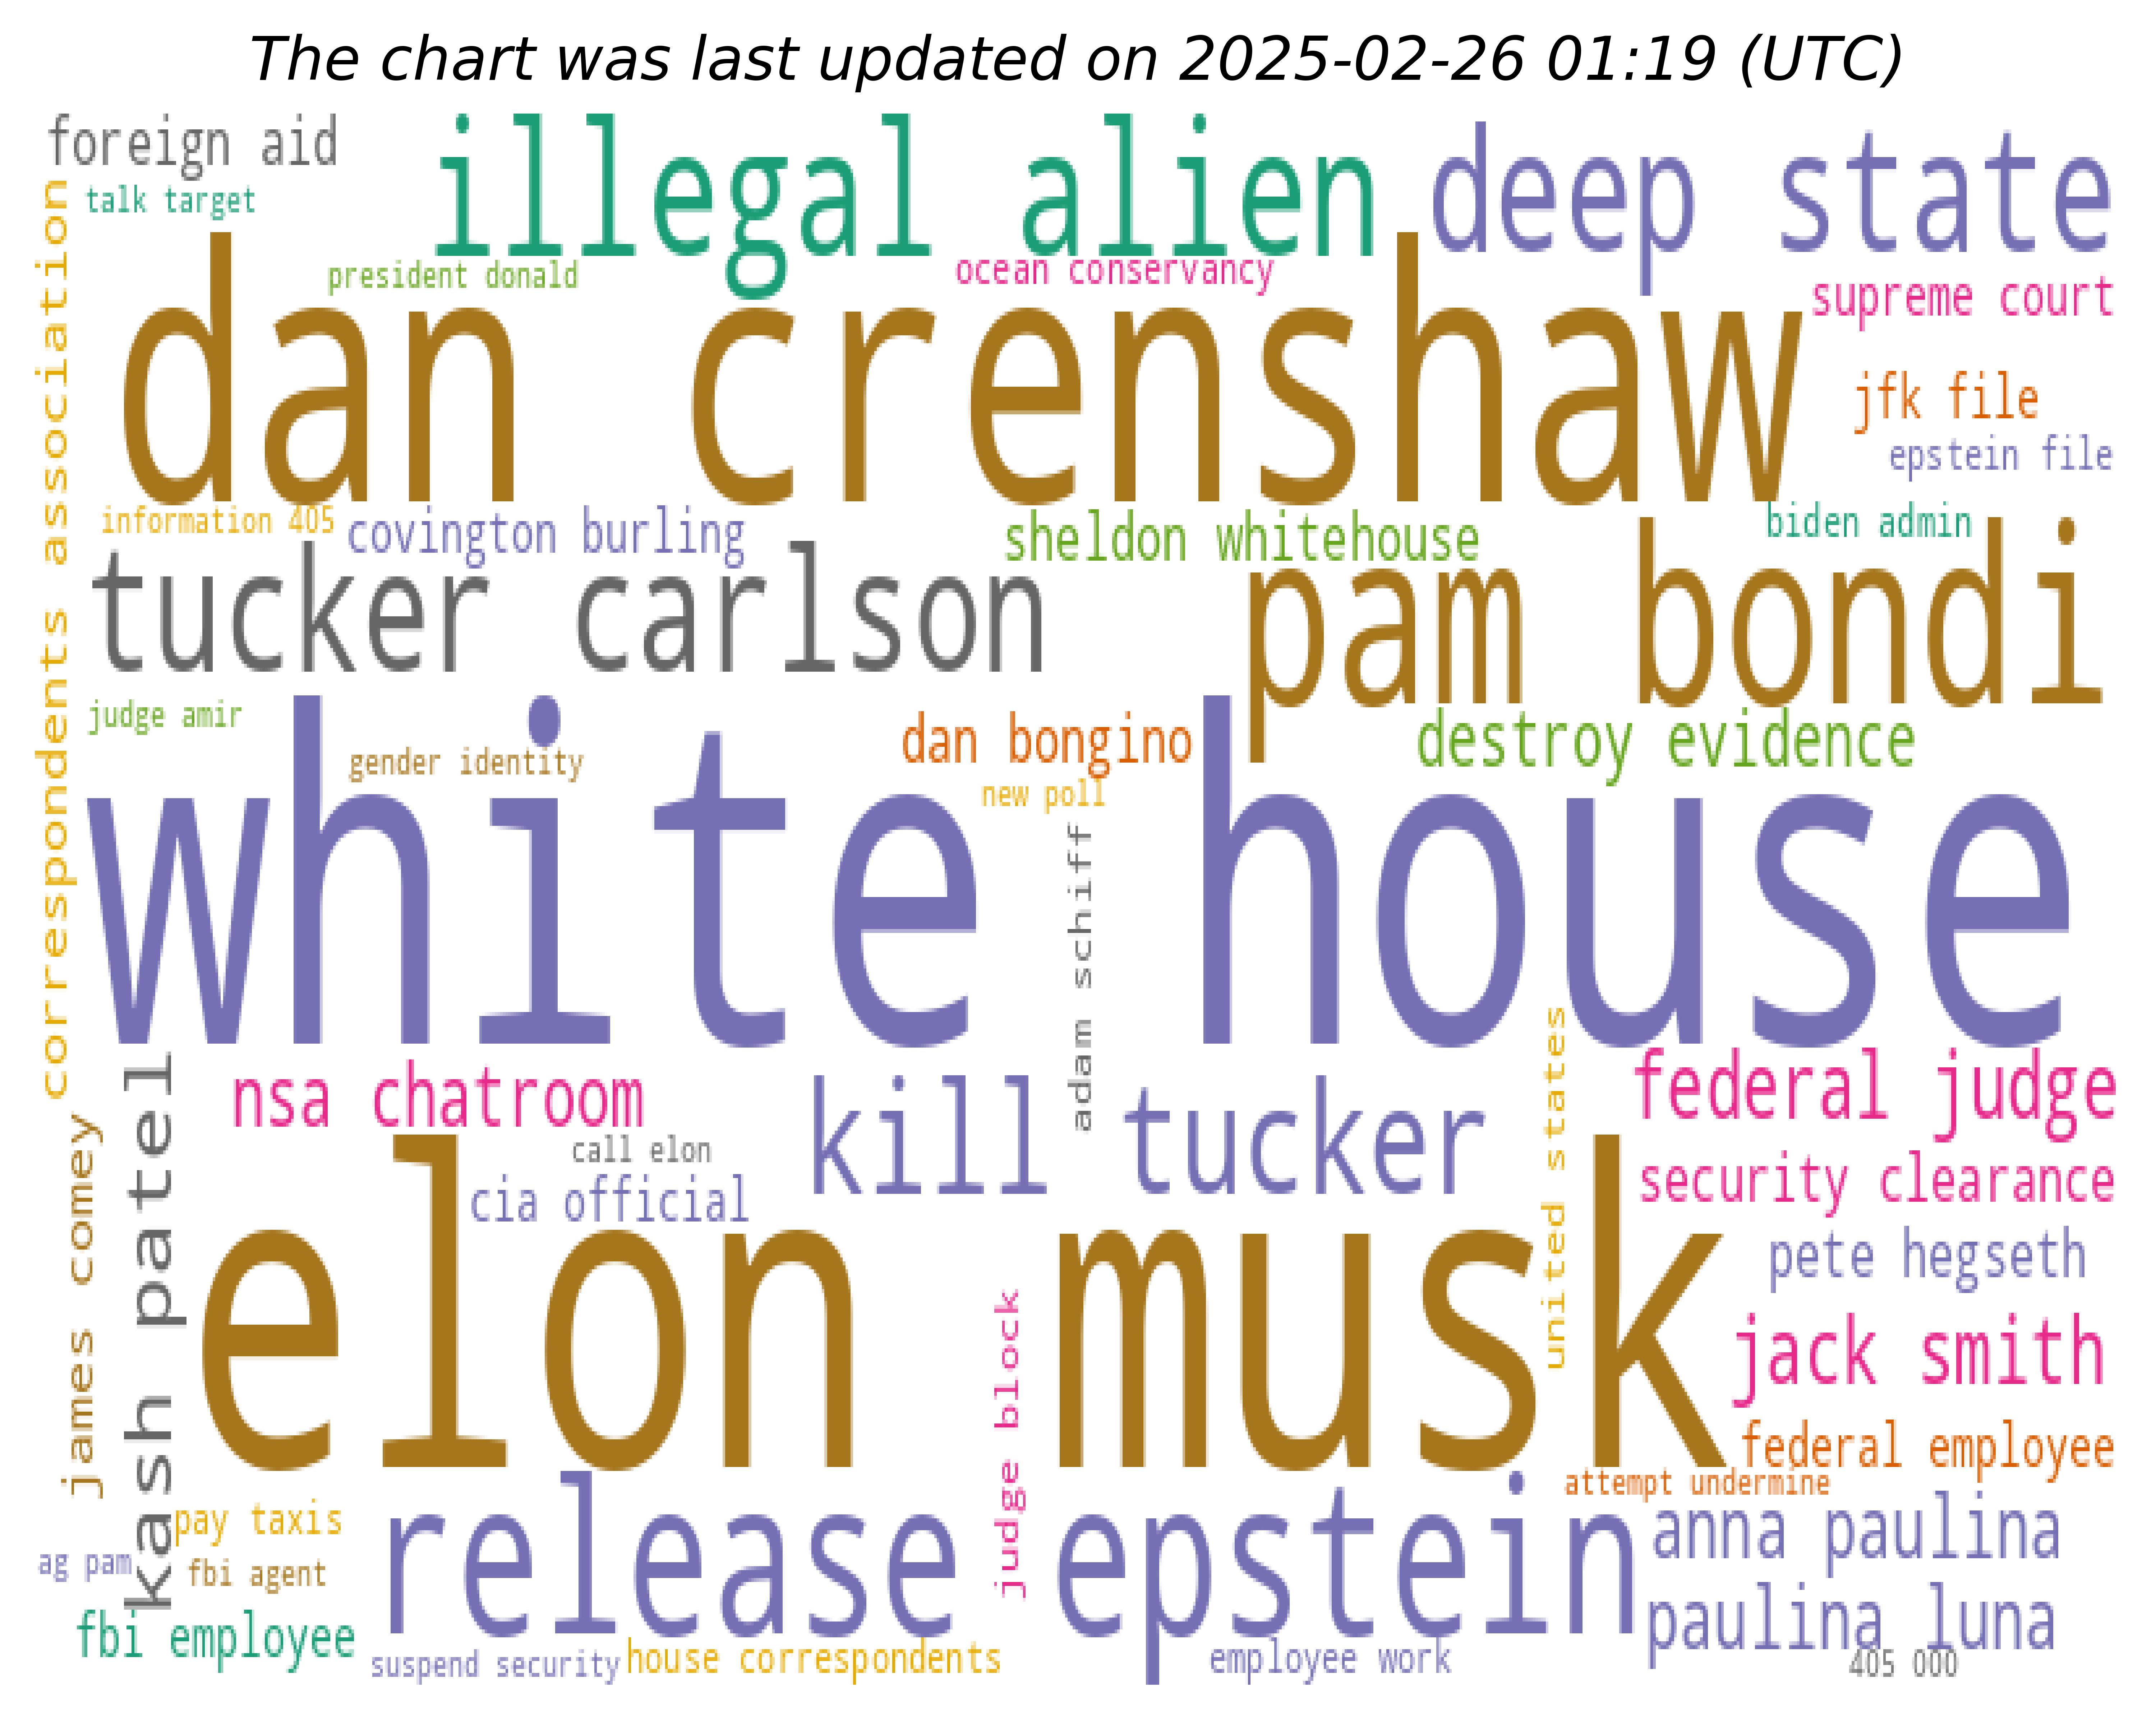 The chart was last updated on 2025-02-26 01:19 (UTC)
foreign aid
illegal alien
deep state
talk target
president donald
ocean conservancy
supreme court
correspondents association
dan crenshaw
jfk file
epstein file
information 405
covington burling
sheldon whitehouse
biden admin
tucker carlson
pam bondi
judge amir
gender identity
dan bongino
destroy evidence
new poll
white house
adam schiff
nsa chatroom
kill tucker
federal judge
united states
call elon
cia official
security clearance
james comey
kash patel
elon musk
pete hegseth
judge block
jack smith
federal employee
attempt undermine
pay taxis
release epstein
anna paulina
ag pam
fbi agent
fbi employee
paulina luna
suspend security
house correspondents
employee work
405 000